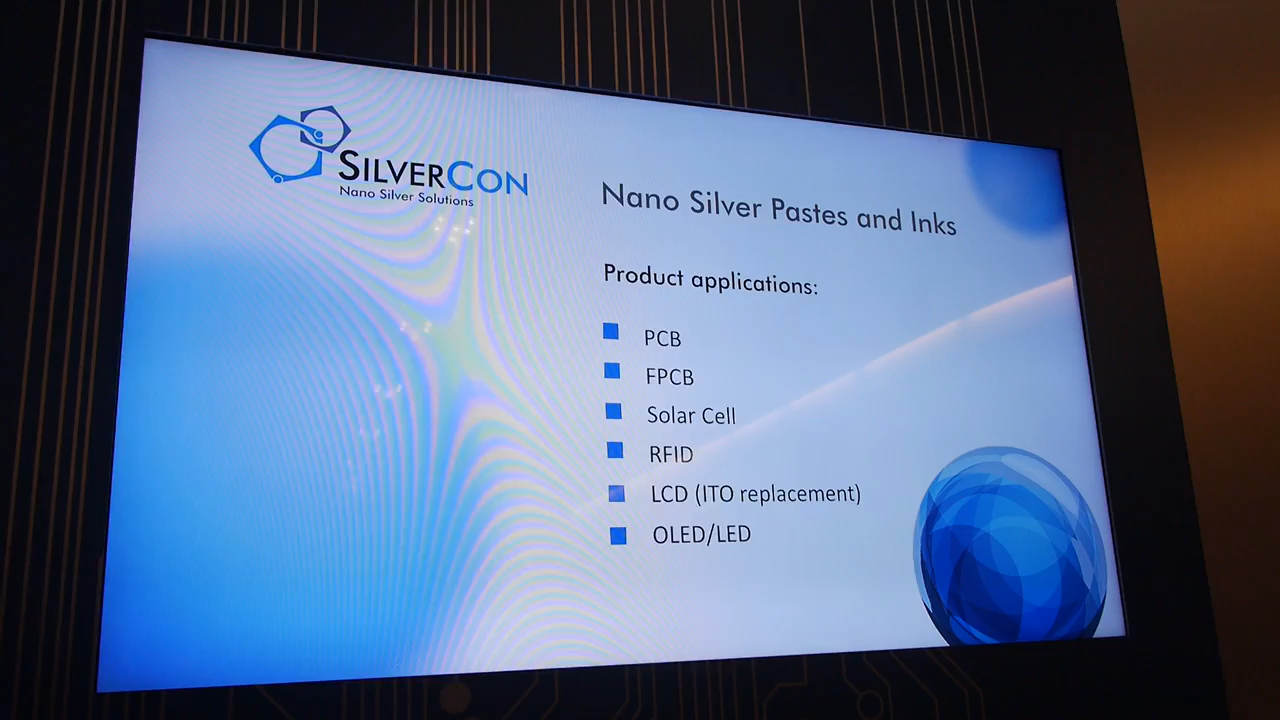 SILVERCON
Nano Silver Solutions
Nano Silver Pastes and Inks
Product applications:
PCB
FPCB
Solar Cell
RFID
LCD (ITO replacement)
OLED/LED